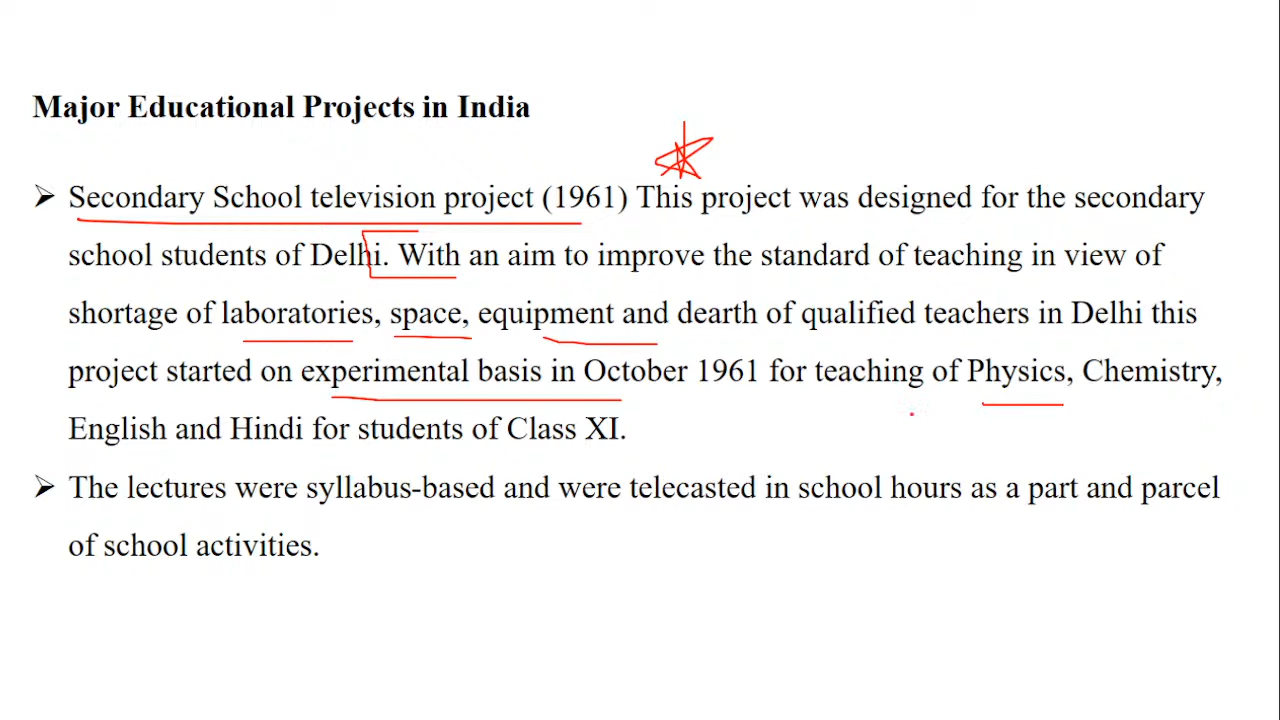 Major Educational Projects in India
➢ Secondary School television project (1961) This project was designed for the secondary
school students of Delhi. With an aim to improve the standard of teaching in view of
shortage of laboratories, space, equipment and dearth of qualified teachers in Delhi this
project started on experimental basis in October 1961 for teaching of Physics, Chemistry,
English and Hindi for students of Class XI.
➢ The lectures were syllabus-based and were telecasted in school hours as a part and parcel
of school activities.